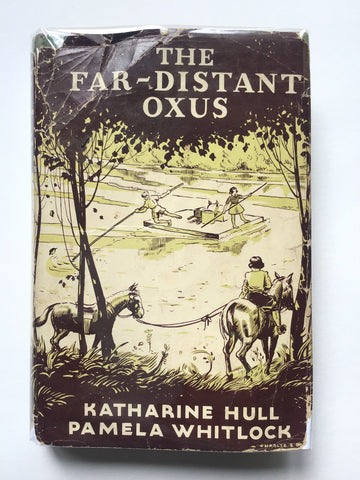 THE
FAR-DISTANT
OXUS
KATHARINE HULL
PAMELA WHITLOCK